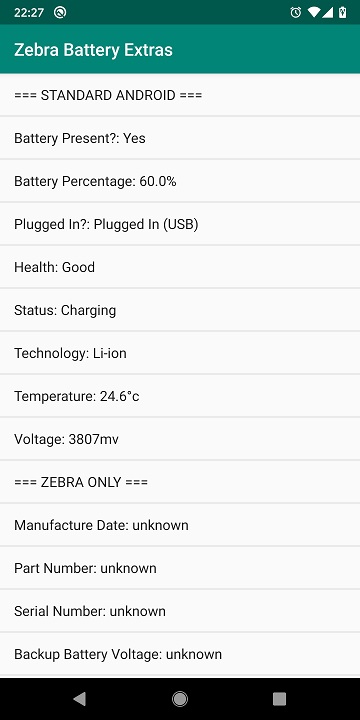 22:27
Zebra Battery Extras
=== STANDARD ANDROID ===
Battery Present?: Yes
Battery Percentage: 60.0%
Plugged In?: Plugged In (USB)
Health: Good
Status: Charging
Technology: Li-ion
Temperature: 24.6°c
Voltage: 3807mv
=== ZEBRA ONLY ===
Manufacture Date: unknown
Part Number: unknown
Serial Number: unknown
Backup Battery Voltage: unknown